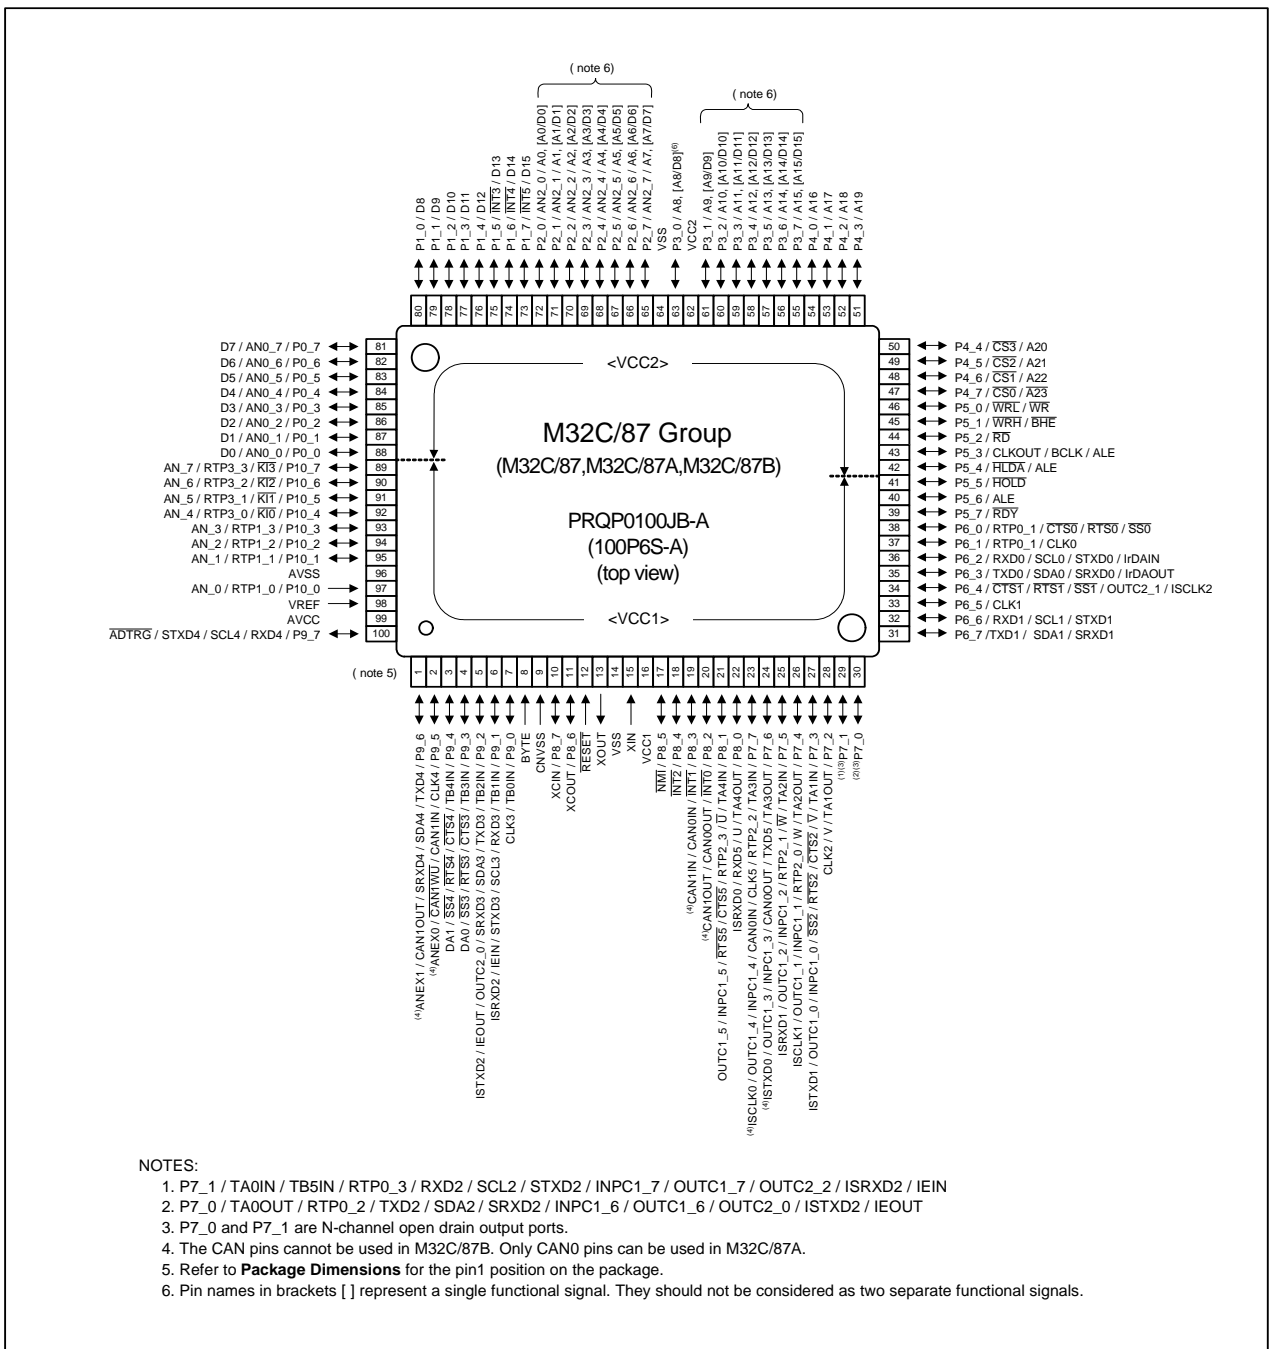 ( note 6)
( note 6)
P1_0 / D8
P1_1 / D9
P1_2 / D10
P1_3 / D11
P1_4 / D12
P1_5 / INT3 / D13
P1_6 / INT4 / D14
P1_7 / INT5 / D15
P2_0 / AN2_0 / A0, [A0/D0]
P2_1 / AN2_1 / A1, [A1/D1]
P2_2 / AN2_2 / A2, [A2/D2]
P2_3 / AN2_3 / A3, [A3/D3]
P2_4 / AN2_4 / A4, [A4/D4]
P2_5 / AN2_5 / A5, [A5/D5]
P2_6 / AN2_6 / A6, [A6/D6]
P2_7 / AN2_7 / A7, [A7/D7]
VSS
P3_0 / A8, [A8/D8](6)
VCC2
P3_1 / A9, [A9/D9]
P3_2 / A10, [A10/D10]
P3_3 / A11, [A11/D11]
P3_4 / A12, [A12/D12]
P3_5 / A13, [A13/D13]
P3_6 / A14, [A14/D14]
P3_7 / A15, [A15/D15]
P4_0 / A16
P4_1 / A17
P4_2 / A18
P4_3 / A19
80 79 78 77 76 75 74 73 72 71 70 69 68 67 66 65 64 63 62 61 60 59 58 57 56 55 54 53 52 51
D7 / AN0_7 / P0_7 81
D6 / AN0_6 / P0_6 82
D5 / AN0_5 / P0_5 83
D4 / AN0_4 / P0_4 84
D3 / AN0_3 / P0_3 85
D2 / AN0_2 / P0_2 86
D1 / AN0_1 / P0_1 87
D0 / AN0_0 / P0_0 88
AN_7 / RTP3_3 / KI3 / P10_7 89
AN_6 / RTP3_2 / KI2 / P10_6 90
AN_5 / RTP3_1 / KI1 / P10_5 91
AN_4 / RTP3_0 / KI0 / P10_4 92
AN_3 / RTP1_3 / P10_3 93
AN_2 / RTP1_2 / P10_2 94
AN_1 / RTP1_1 / P10_1 95
AVSS 96
AN_0 / RTP1_0 / P10_0 97
VREF 98
AVCC 99
ADTRG / STXD4 / SCL4 / RXD4 / P9_7 100
<VCC2>
M32C/87 Group
(M32C/87,M32C/87A,M32C/87B)
PRQP0100JB-A
(100P6S-A)
(top view)
<VCC1>
50 P4_4 / CS3 / A20
49 P4_5 / CS2 / A21
48 P4_6 / CS1 / A22
47 P4_7 / CS0 / A23
46 P5_0 / WRL / WR
45 P5_1 / WRH / BHE
44 P5_2 / RD
43 P5_3 / CLKOUT / BCLK / ALE
42 P5_4 / HLDA / ALE
41 P5_5 / HOLD
40 P5_6 / ALE
39 P5_7 / RDY
38 P6_0 / RTP0_1 / CTS0 / RTS0 / SS0
37 P6_1 / RTP0_1 / CLK0
36 P6_2 / RXD0 / SCL0 / STXD0 / IrDAIN
35 P6_3 / TXD0 / SDA0 / SRXD0 / IrDAOUT
34 P6_4 / CTS1 / RTS1 / SS1 / OUTC2_1 / ISCLK2
33 P6_5 / CLK1
32 P6_6 / RXD1 / SCL1 / STXD1
31 P6_7 /TXD1 / SDA1 / SRXD1
( note 5)
1 2 3 4 5 6 7 8 9 10 11 12 13 14 15 16 17 18 19 20 21 22 23 24 25 26 27 28 29 30
(4)ANEX1 / CAN1OUT / SRXD4 / SDA4 / TXD4 / P9_6
(4)ANEX0 / CAN1WU / CAN1IN / CLK4 / P9_5
DA1 / SS4 / RTS4 / CTS4 / TB4IN / P9_4
DA0 / SS3 / RTS3 / CTS3 / TB3IN / P9_3
ISTXD2 / IEOUT / OUTC2_0 / SRXD3 / SDA3 / TXD3 / TB2IN / P9_2
ISRXD2 / IEIN / STXD3 / SCL3 / RXD3 / TB1IN / P9_1
CLK3 / TB0IN / P9_0
BYTE
CNVSS
XCIN / P8_7
XCOUT / P8_6
RESET
XOUT
VSS
XIN
VCC1
NMI / P8_5
INT2 / P8_4
(4)CAN1IN / CAN0IN / INT1 / P8_3
(4)CAN1OUT / CAN0OUT / INT0 / P8_2
OUTC1_5 / INPC1_5 / RTS5 / CTS5 / RTP2_3 / U / TA4IN / P8_1
ISRXD0 / RXD5 / U / TA4OUT / P8_0
(4)ISCLK0 / OUTC1_4 / INPC1_4 / CAN0IN / CLK5 / RTP2_2 / TA3IN / P7_7
(4)ISTXD0 / OUTC1_3 / INPC1_3 / CAN0OUT / TXD5 / TA3OUT / P7_6
ISRXD1 / OUTC1_2 / INPC1_2 / RTP2_1 / W / TA2IN / P7_5
ISCLK1 / OUTC1_1 / INPC1_1 / RTP2_0 / W / TA2OUT / P7_4
ISTXD1 / OUTC1_0 / INPC1_0 / SS2 / RTS2 / CTS2 / V / TA1IN / P7_3
CLK2 / V / TA1OUT / P7_2
(1)(3)P7_1
(2)(3)P7_0
NOTES:
1. P7_1 / TA0IN / TB5IN / RTP0_3 / RXD2 / SCL2 / STXD2 / INPC1_7 / OUTC1_7 / OUTC2_2 / ISRXD2 / IEIN
2. P7_0 / TA0OUT / RTP0_2 / TXD2 / SDA2 / SRXD2 / INPC1_6 / OUTC1_6 / OUTC2_0 / ISTXD2 / IEOUT
3. P7_0 and P7_1 are N-channel open drain output ports.
4. The CAN pins cannot be used in M32C/87B. Only CAN0 pins can be used in M32C/87A.
5. Refer to Package Dimensions for the pin1 position on the package.
6. Pin names in brackets [ ] represent a single functional signal. They should not be considered as two separate functional signals.